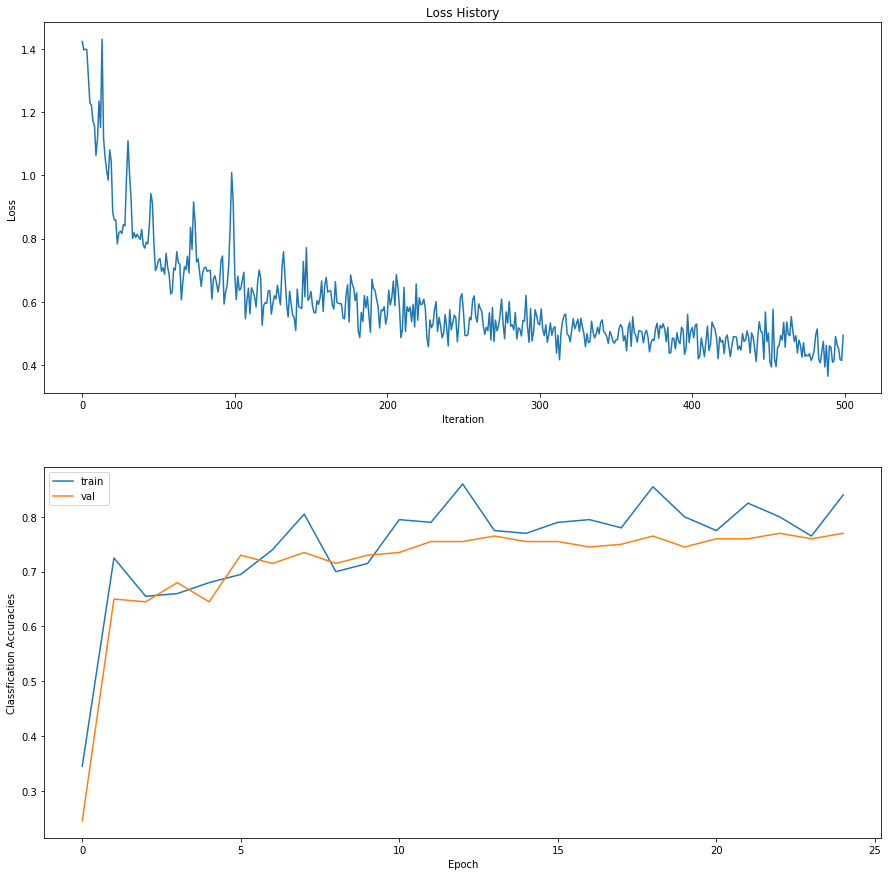 Loss History
1.4
1.2
1.0
0.8
0.6
0.4
Loss
0 100 200 300 400 500
Iteration
train
val
0.8
0.7
0.6
0.5
0.4
0.3
Classfication Accuracies
0 5 10 15 20 25
Epoch